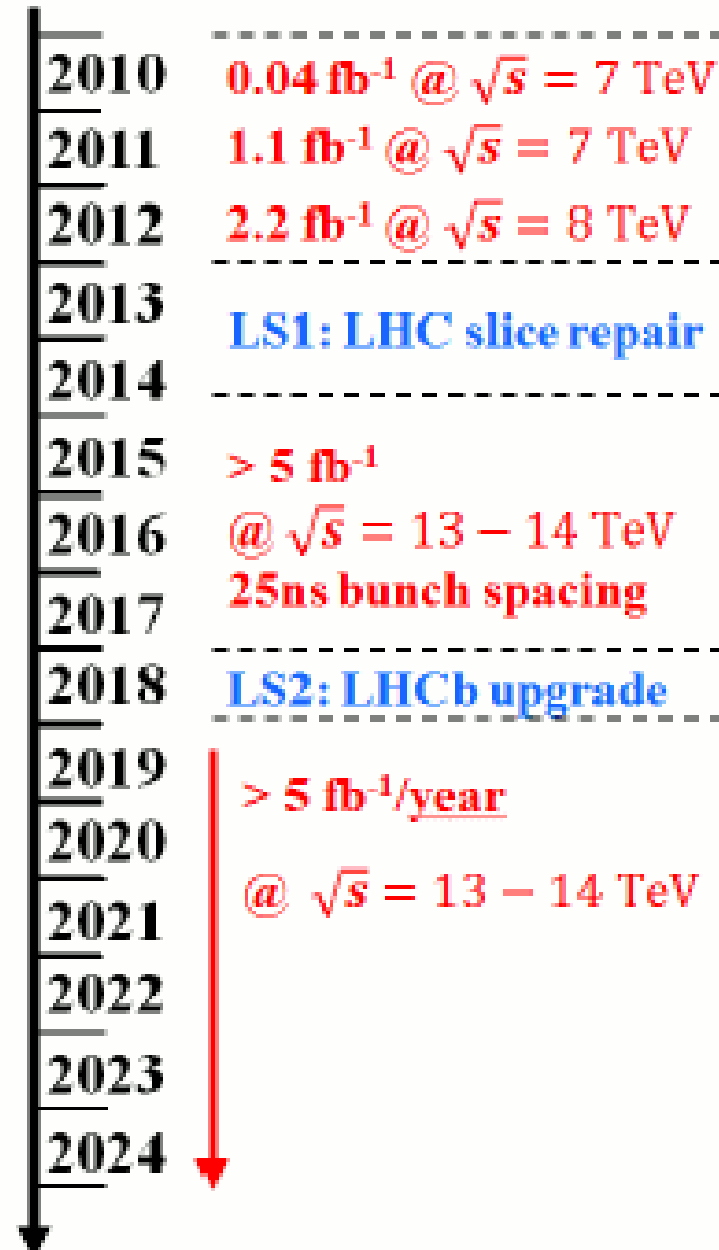 2010 0.04 fb⁻¹ @ √s = 7 TeV
2011 1.1 fb⁻¹ @ √s = 7 TeV
2012 2.2 fb⁻¹ @ √s = 8 TeV
2013
LS1: LHC slice repair
2014
2015 > 5 fb⁻¹
2016 @ √s = 13 − 14 TeV
2017 25ns bunch spacing
2018 LS2: LHCb upgrade
2019 > 5 fb⁻¹/year
2020
2021 @ √s = 13 − 14 TeV
2022
2023
2024